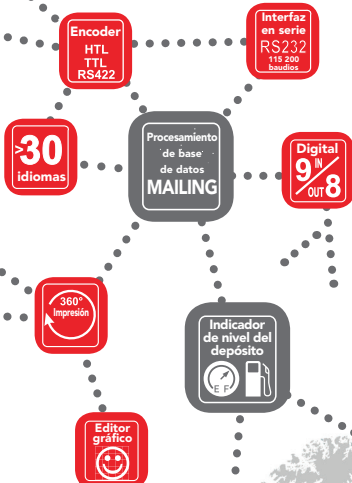 Encoder
HTL
TTL
RS422
Interfaz
en serie
RS232
115 200
baudios
>30
idiomas
Procesamiento
de base
de datos
MAILING
Digital
9 IN
OUT 8
360°
Impresión
Indicador
de nivel del
depósito
E F
Editor
gráfico